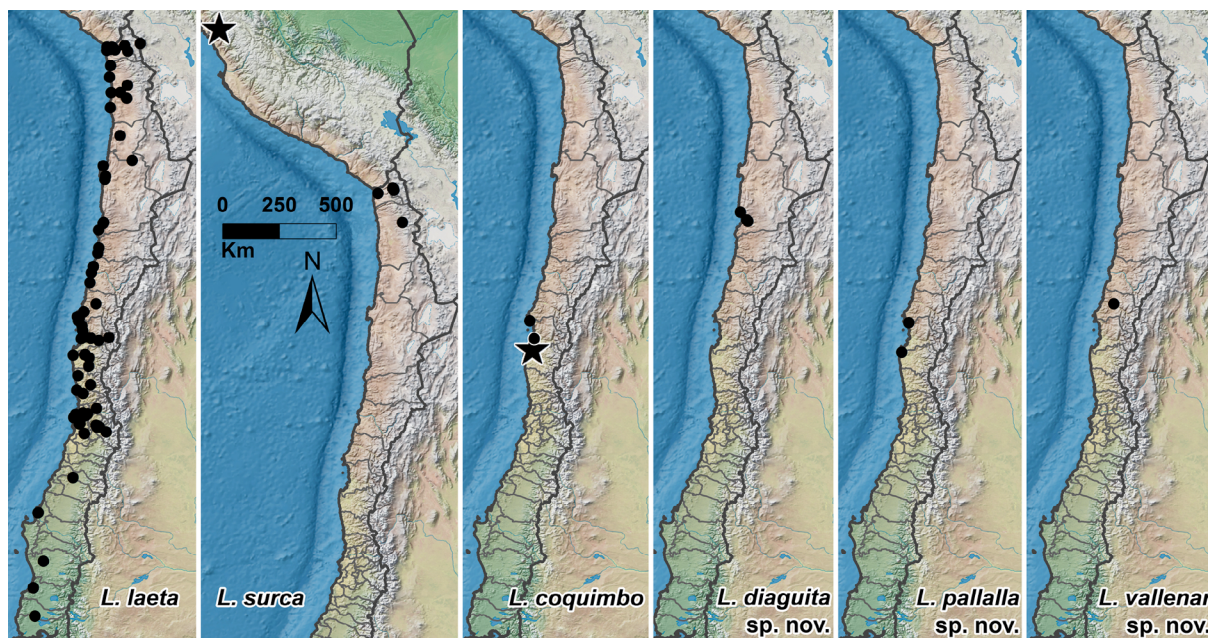 0 250 500
Km
N
L. laeta
L. surca
L. coquimbo
L. diaguita
sp. nov.
L. pallalla
sp. nov.
L. vallenar
sp. nov.